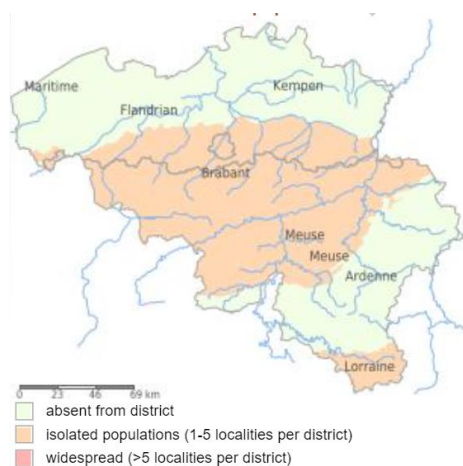 Maritime
Flandrian
Kempen
Brabant
Meuse
Meuse
Ardenne
Lorraine
0 23 46 69 km
absent from district
isolated populations (1-5 localities per district)
widespread (>5 localities per district)